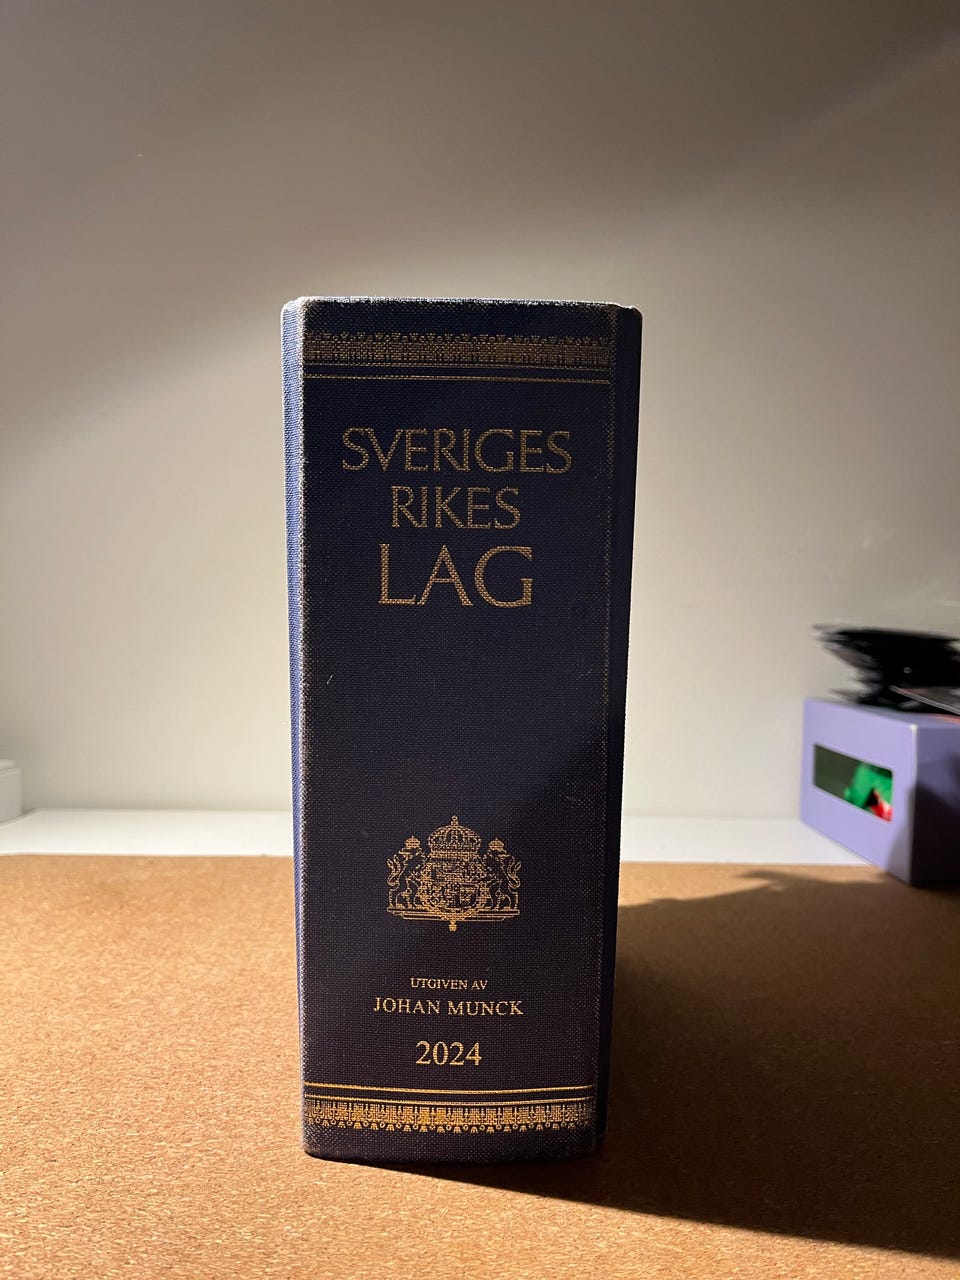 SVERIGES
RIKES
LAG
UTGIVEN AV
JOHAN MUNCK
2024